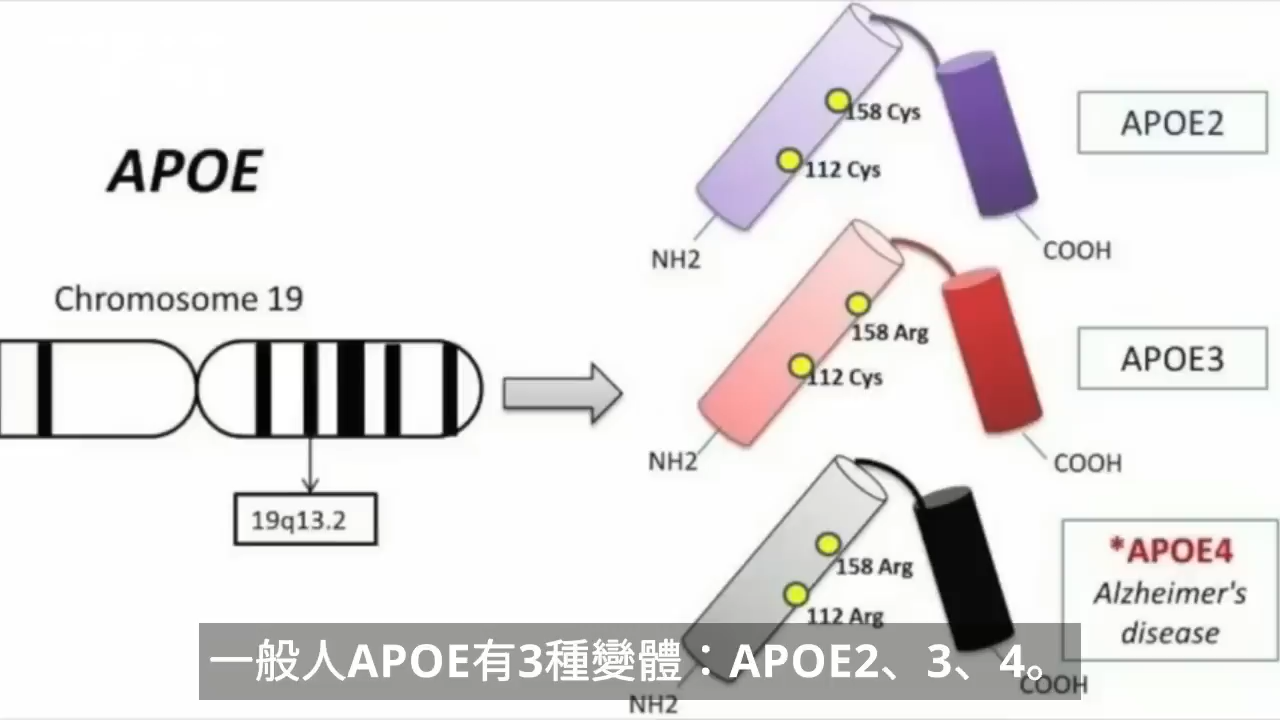 APOE
Chromosome 19
19q13.2
158 Cys
112 Cys
NH2
COOH
APOE2
158 Arg
112 Cys
NH2
COOH
APOE3
158 Arg
112 Arg
NH2
COOH
*APOE4
Alzheimer's
disease
一般人APOE有3種變體：APOE2、3、4。